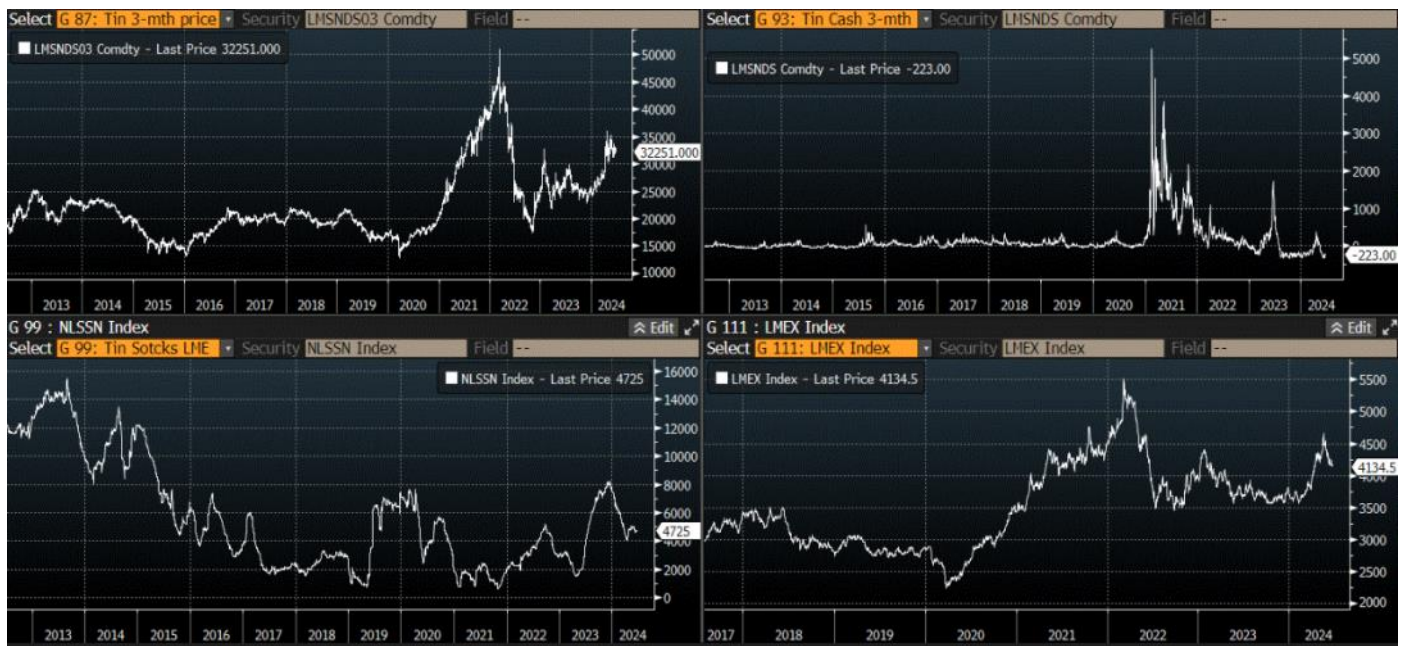 Select G 87: Tin 3-mth price Security LMSNDS03 Comdty Field --
LMSNDS03 Comdty - Last Price 32251.000
50000
45000
40000
35000
32251.000
30000
25000
20000
15000
10000
2013 2014 2015 2016 2017 2018 2019 2020 2021 2022 2023 2024
Select G 93: Tin Cash 3-mth Security LMSNDS Comdty Field --
LMSNDS Comdty - Last Price -223.00
5000
4000
3000
2000
1000
0
-223.00
2013 2014 2015 2016 2017 2018 2019 2020 2021 2022 2023 2024
G 99 : NLSSN Index Edit
Select G 99: Tin Sotcks LME Security NLSSN Index Field --
NLSSN Index - Last Price 4725
16000
14000
12000
10000
8000
6000
4725
4000
2000
0
2013 2014 2015 2016 2017 2018 2019 2020 2021 2022 2023 2024
G 111 : LMEX Index Edit
Select G 111: LMEX Index Security LMEX Index Field --
LMEX Index - Last Price 4134.5
5500
5000
4500
4134.5
4000
3500
3000
2500
2000
2017 2018 2019 2020 2021 2022 2023 2024